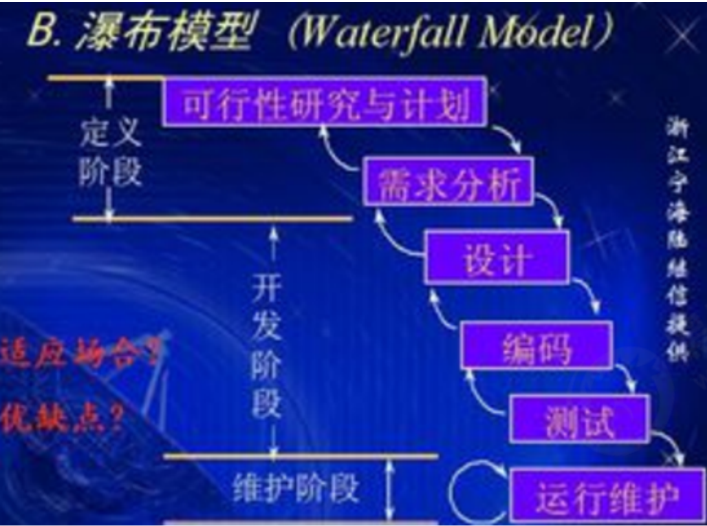 B. 瀑布模型 (Waterfall Model)
可行性研究与计划
定义
阶段
需求分析
设计
开发阶段
编码
适应场合?
优缺点?
测试
维护阶段
运行维护
浙江宁海陆继信提供